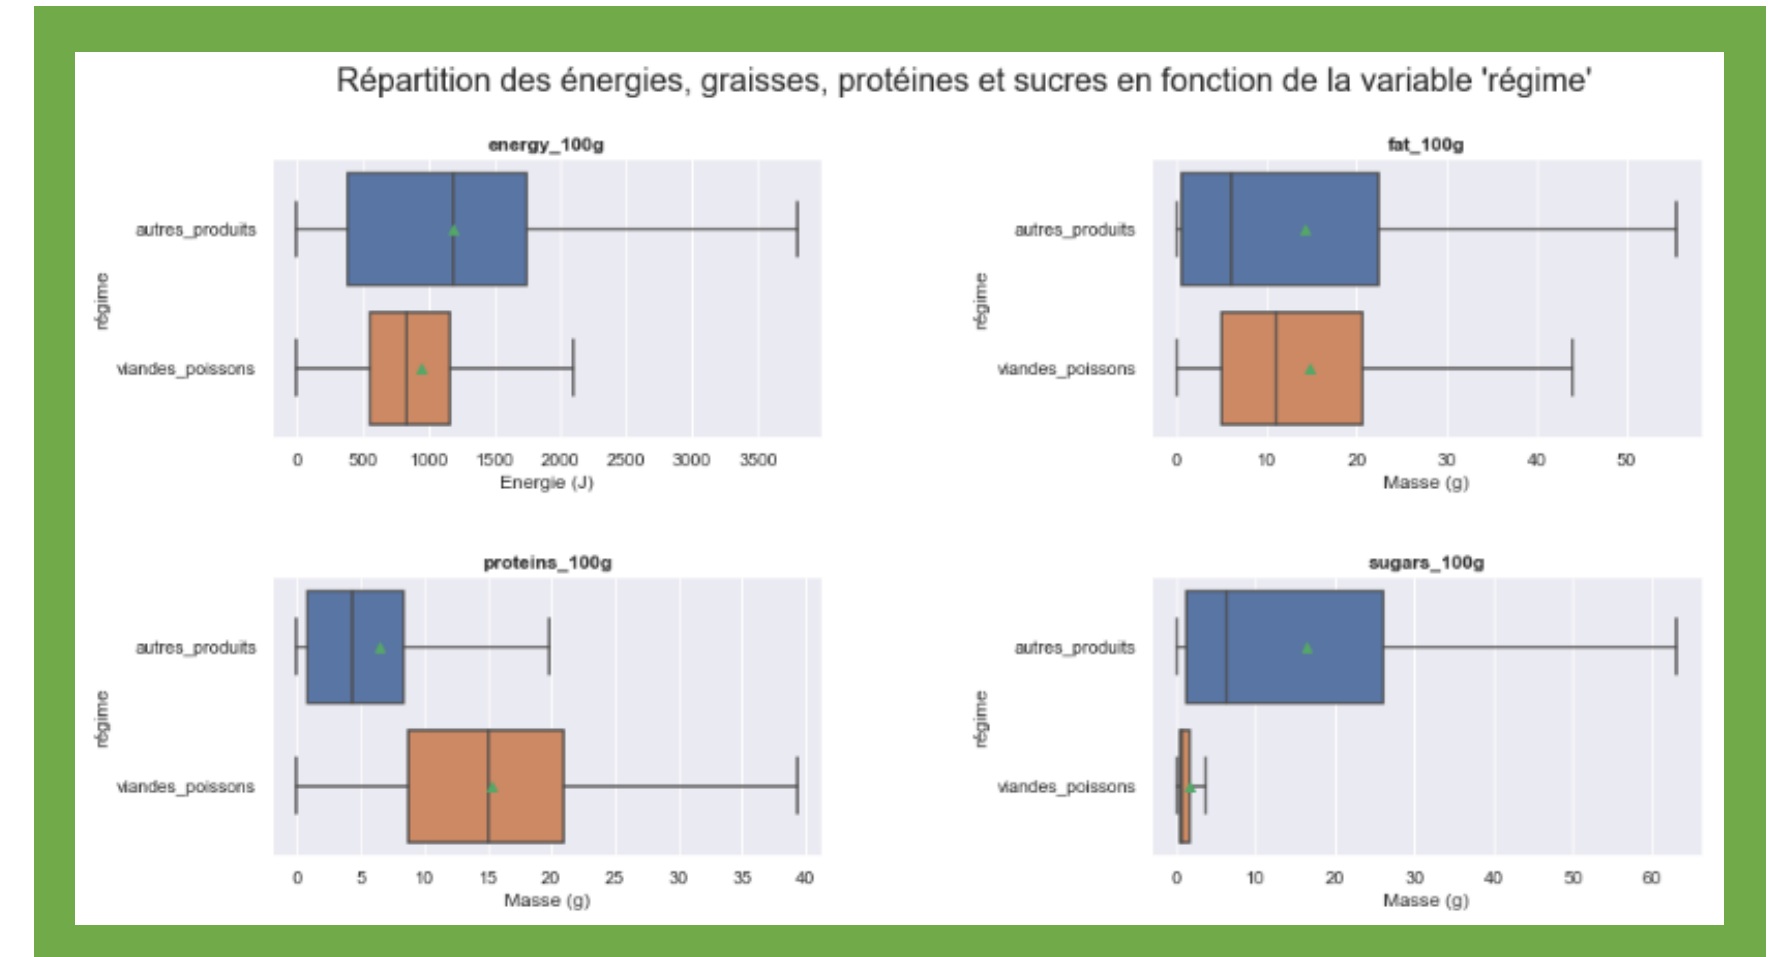 Répartition des énergies, graisses, protéines et sucres en fonction de la variable 'régime'
energy_100g
autres_produits
régime
viandes_poissons
0 500 1000 1500 2000 2500 3000 3500
Energie (J)
fat_100g
autres_produits
régime
viandes_poissons
0 10 20 30 40 50
Masse (g)
proteins_100g
autres_produits
régime
viandes_poissons
0 5 10 15 20 25 30 35 40
Masse (g)
sugars_100g
autres_produits
régime
viandes_poissons
0 10 20 30 40 50 60
Masse (g)